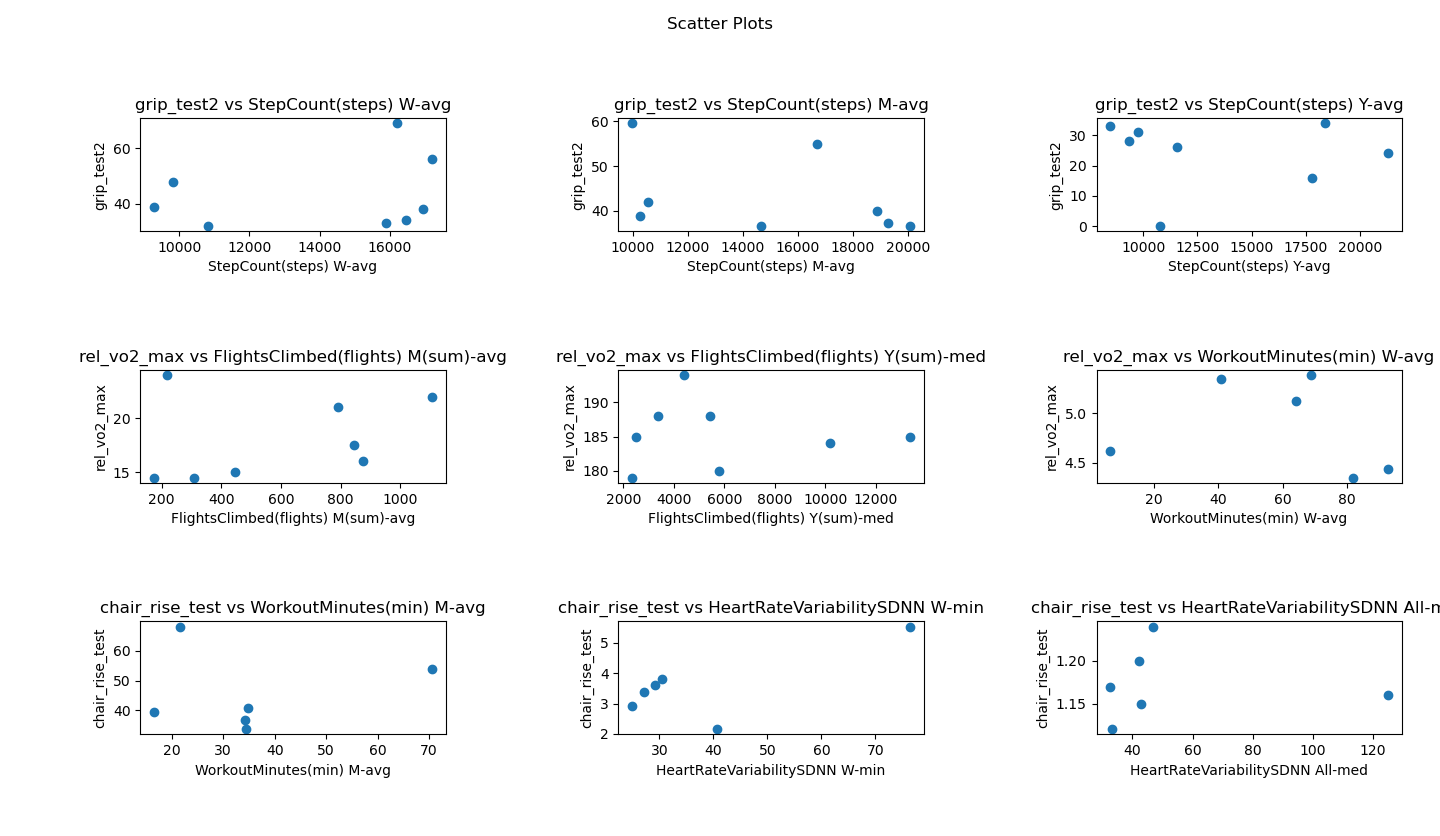 Scatter Plots
grip_test2 vs StepCount(steps) W-avg
grip_test2
60
40
10000 12000 14000 16000
StepCount(steps) W-avg
grip_test2 vs StepCount(steps) M-avg
grip_test2
60
50
40
10000 12000 14000 16000 18000 20000
StepCount(steps) M-avg
grip_test2 vs StepCount(steps) Y-avg
grip_test2
30
20
10
0
10000 12500 15000 17500 20000
StepCount(steps) Y-avg
rel_vo2_max vs FlightsClimbed(flights) M(sum)-avg
rel_vo2_max
20
15
200 400 600 800 1000
FlightsClimbed(flights) M(sum)-avg
rel_vo2_max vs FlightsClimbed(flights) Y(sum)-med
rel_vo2_max
190
185
180
2000 4000 6000 8000 10000 12000
FlightsClimbed(flights) Y(sum)-med
rel_vo2_max vs WorkoutMinutes(min) W-avg
rel_vo2_max
5.0
4.5
20 40 60 80
WorkoutMinutes(min) W-avg
chair_rise_test vs WorkoutMinutes(min) M-avg
chair_rise_test
60
50
40
20 30 40 50 60 70
WorkoutMinutes(min) M-avg
chair_rise_test vs HeartRateVariabilitySDNN W-min
chair_rise_test
5
4
3
2
30 40 50 60 70
HeartRateVariabilitySDNN W-min
chair_rise_test vs HeartRateVariabilitySDNN All-m
chair_rise_test
1.20
1.15
40 60 80 100 120
HeartRateVariabilitySDNN All-med